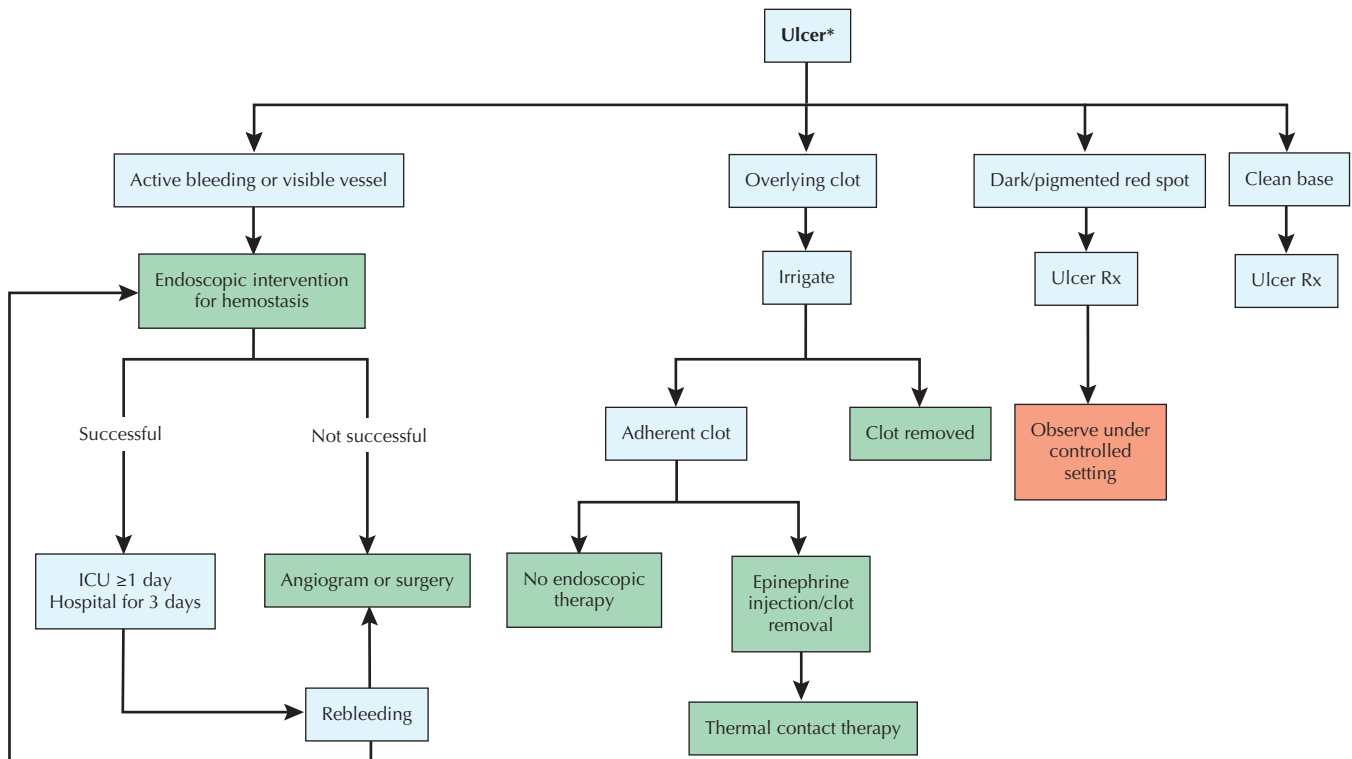 Ulcer*
Active bleeding or visible vessel
Overlying clot
Dark/pigmented red spot
Clean base
Endoscopic intervention
for hemostasis
Irrigate
Ulcer Rx
Ulcer Rx
Successful
Not successful
Adherent clot
Clot removed
Observe under
controlled
setting
ICU ≥1 day
Hospital for 3 days
Angiogram or surgery
No endoscopic
therapy
Epinephrine
injection/clot
removal
Rebleeding
Thermal contact therapy